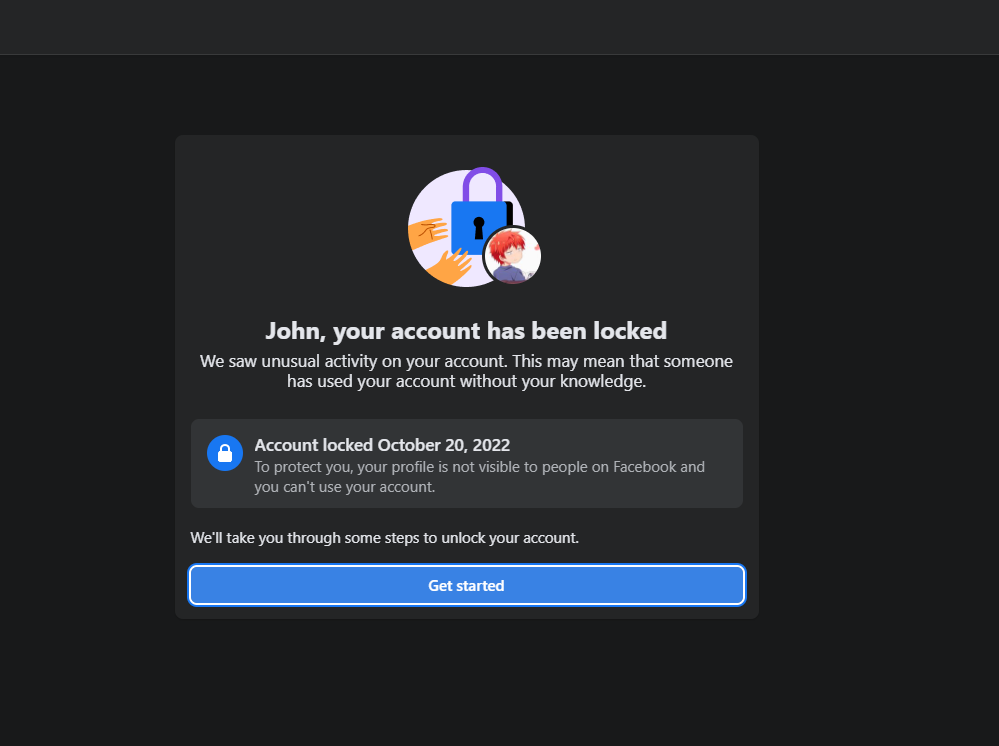 John, your account has been locked
We saw unusual activity on your account. This may mean that someone
has used your account without your knowledge.
Account locked October 20, 2022
To protect you, your profile is not visible to people on Facebook and
you can't use your account.
We'll take you through some steps to unlock your account.
Get started